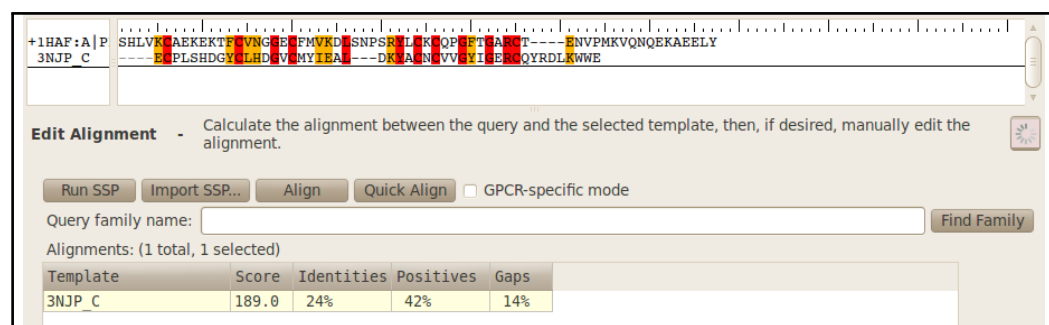 +1HAF:A|P SHLVKCAEKEKTFCVNGGECFMVKDLSNPSRYLCKCQPGFTGARCT----ENVPMKVQNQEKAEELY
3NJP_C ----ECPLSHDGYCLHDGVCMYIEAL---DKYACNCVVGYIGERCQYRDLKWWE
Edit Alignment - Calculate the alignment between the query and the selected template, then, if desired, manually edit the
alignment.
Run SSP Import SSP... Align Quick Align GPCR-specific mode
Query family name: Find Family
Alignments: (1 total, 1 selected)
Template Score Identities Positives Gaps
3NJP_C 189.0 24% 42% 14%